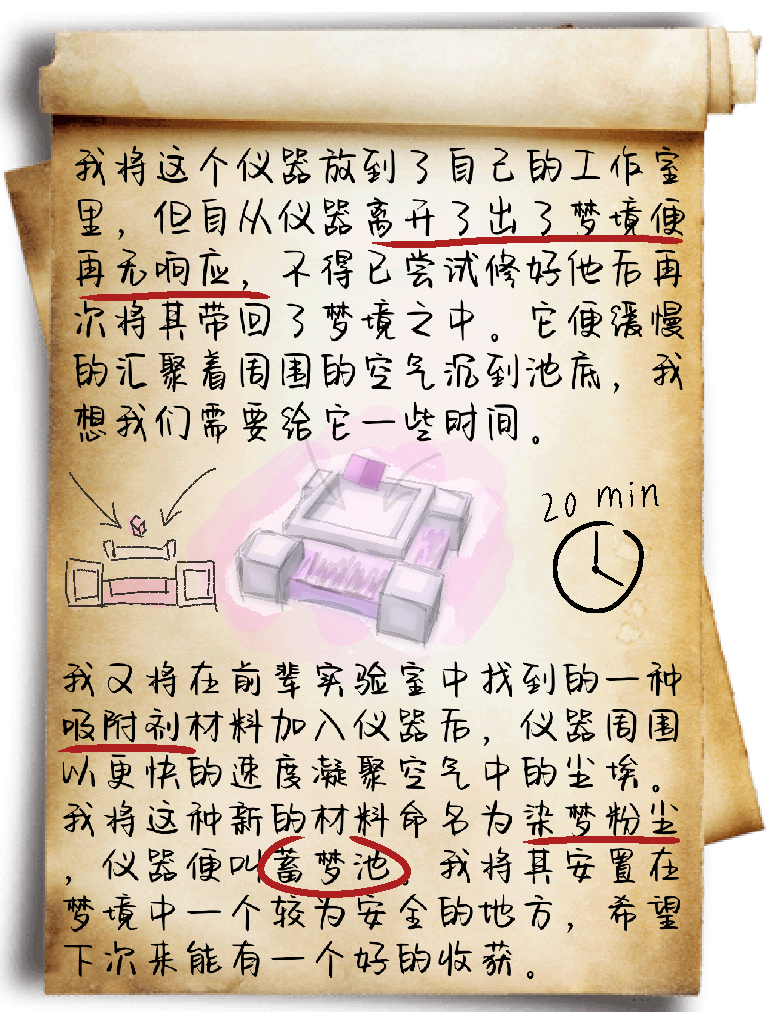 我将这个仪器放到了自己的工作室
里，但自从仪器离开了出了梦境便
再无响应，不得已尝试修好他后再
次将其带回了梦境之中。它便缓慢
的汇聚着周围的空气沉到池底，我
想我们需要给它一些时间。
20 min
我又将在前辈实验室中找到的一种
吸附剂材料加入仪器后，仪器周围
以更快的速度凝聚空气中的尘埃。
我将这种新的材料命名为染梦粉尘
，仪器便叫蓄梦池，我将其安置在
梦境中一个较为安全的地方，希望
下次来能有一个好的收获。